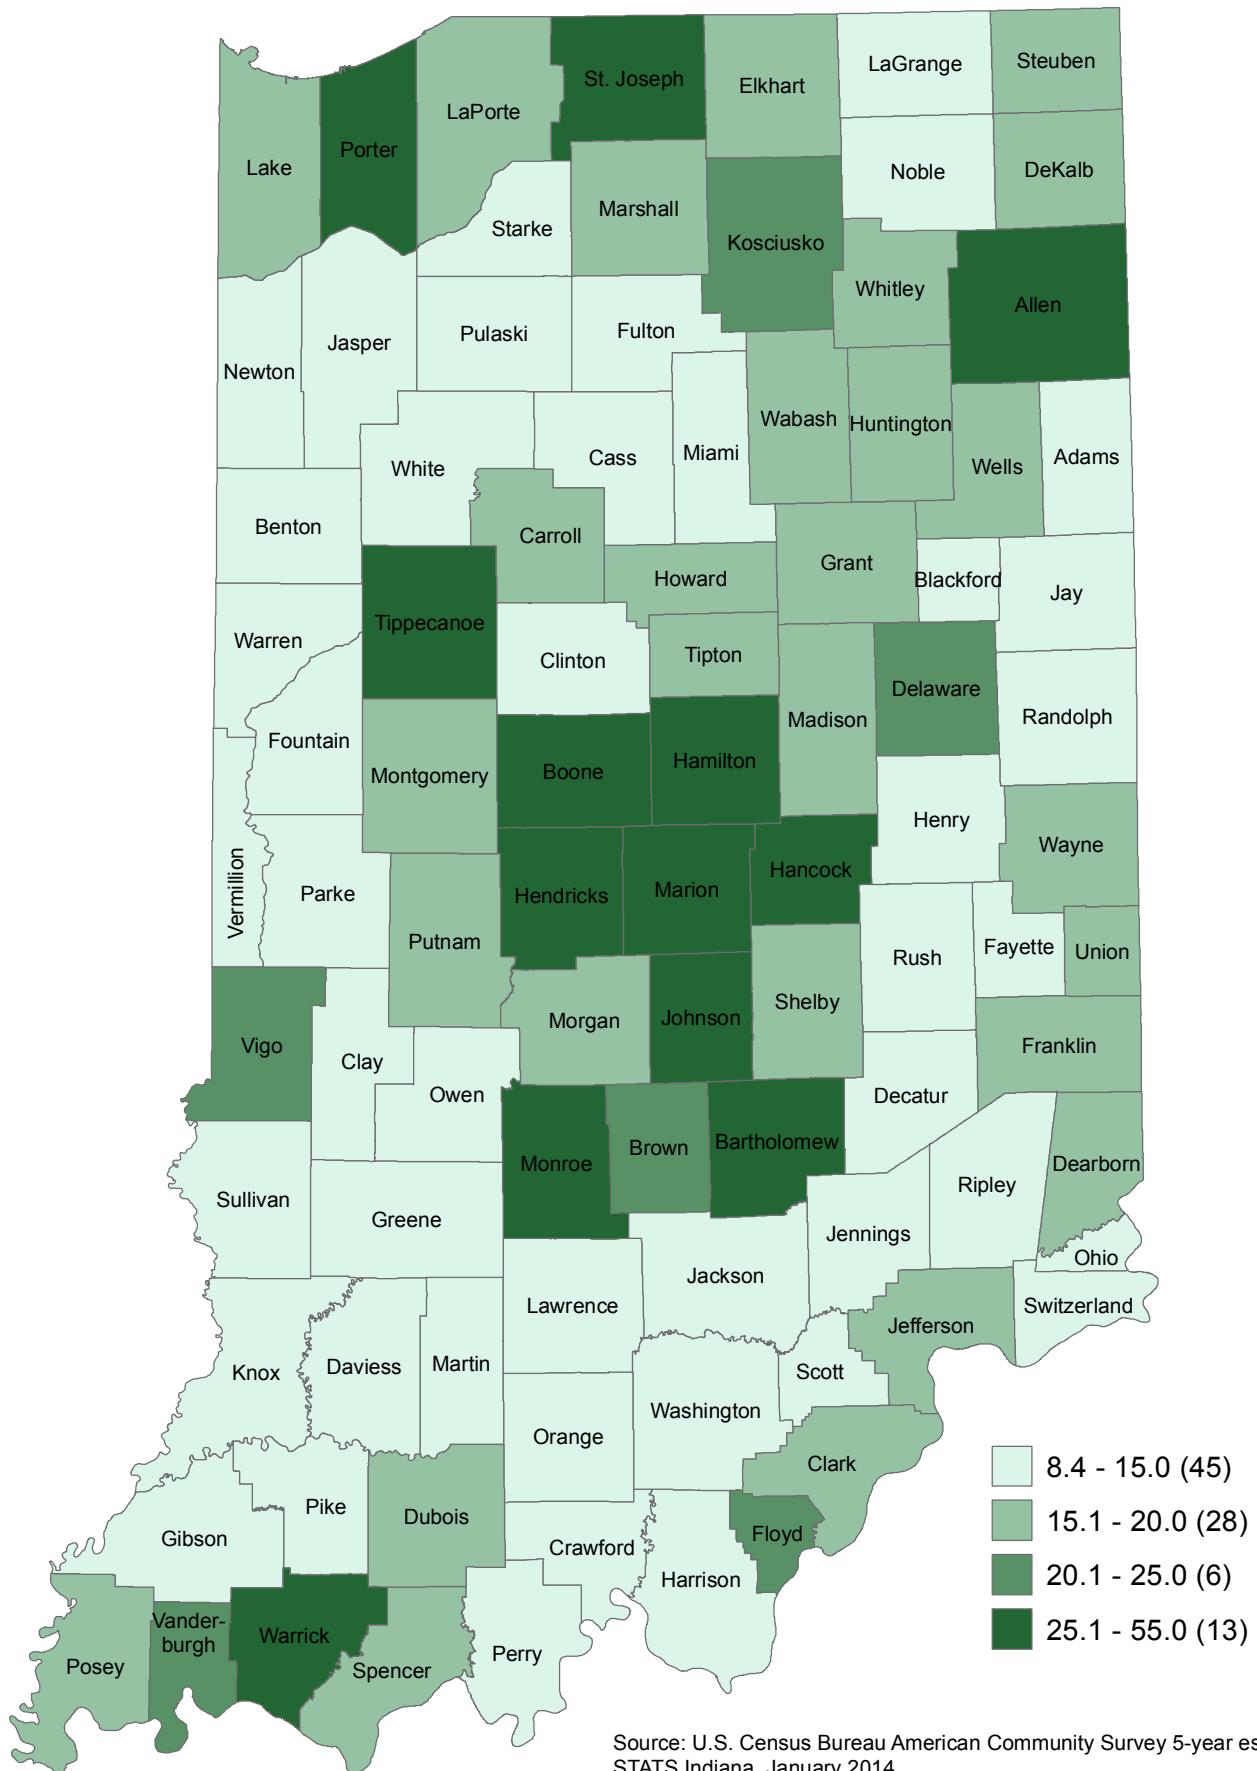 LaGrange
Steuben
St. Joseph
Elkhart
LaPorte
Porter
Lake
Noble
DeKalb
Marshall
Starke
Kosciusko
Whitley
Allen
Fulton
Pulaski
Jasper
Newton
Wabash
Huntington
Miami
Cass
White
Wells
Adams
Benton
Carroll
Grant
Howard
Blackford
Jay
Tippecanoe
Warren
Clinton
Tipton
Delaware
Randolph
Madison
Fountain
Hamilton
Boone
Montgomery
Henry
Wayne
Hancock
Marion
Hendricks
Vermillion
Parke
Putnam
Rush
Fayette
Union
Shelby
Johnson
Morgan
Vigo
Clay
Franklin
Owen
Decatur
Bartholomew
Brown
Monroe
Dearborn
Ripley
Sullivan
Greene
Jennings
Ohio
Jackson
Lawrence
Switzerland
Jefferson
Knox
Daviess
Martin
Scott
Washington
Orange
Clark
8.4 - 15.0 (45)
15.1 - 20.0 (28)
20.1 - 25.0 (6)
25.1 - 55.0 (13)
Pike
Dubois
Gibson
Crawford
Floyd
Harrison
Vander-
burgh
Warrick
Posey
Spencer
Perry
Source: U.S. Census Bureau American Community Survey 5-year es
STATS Indiana, January 2014